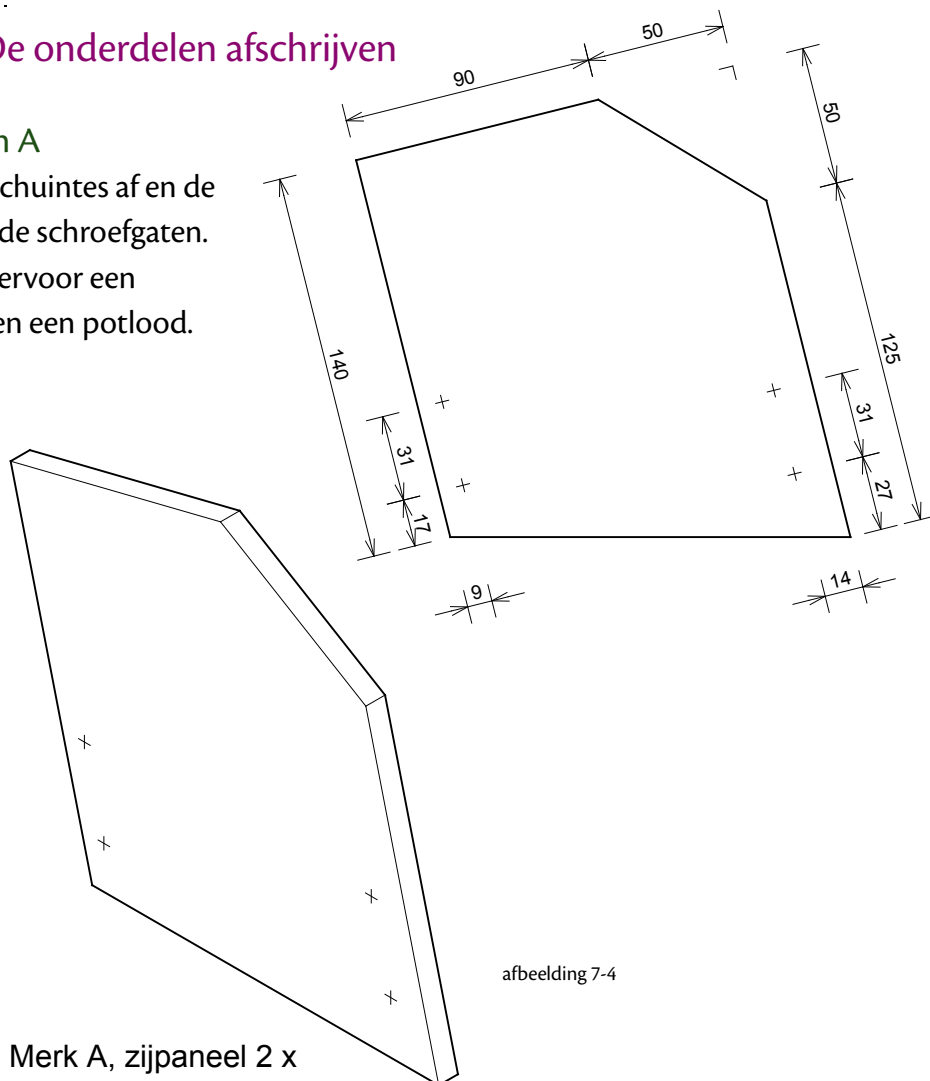 De onderdelen afschrijven
A
chuintes af en de
de schroefgaten.
ervoor een
en een potlood.
90
50
50
125
140
31
17
31
27
9
14
afbeelding 7-4
Merk A, zijpaneel 2 x